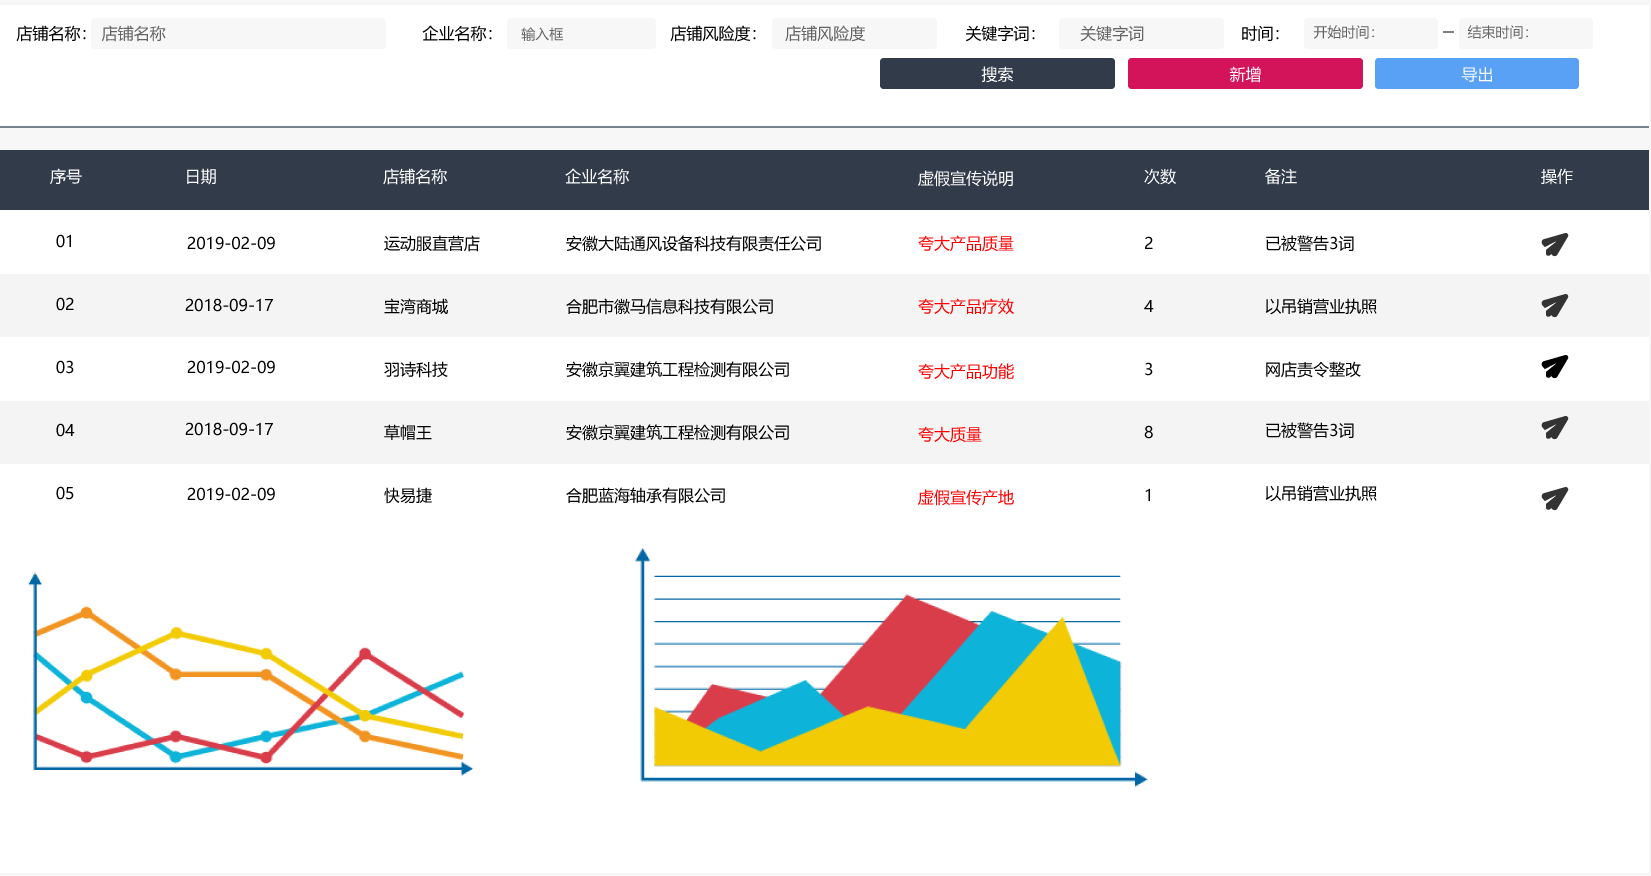 店铺名称: 店铺名称 企业名称: 输入框 店铺风险度: 店铺风险度 关键字词: 关键字词 时间: 开始时间: — 结束时间:
搜索 新增 导出
序号 日期 店铺名称 企业名称 虚假宣传说明 次数 备注 操作
01 2019-02-09 运动服直营店 安徽大陆通风设备科技有限责任公司 夸大产品质量 2 已被警告3词
02 2018-09-17 宝湾商城 合肥市徽马信息科技有限公司 夸大产品疗效 4 以吊销营业执照
03 2019-02-09 羽诗科技 安徽京翼建筑工程检测有限公司 夸大产品功能 3 网店责令整改
04 2018-09-17 草帽王 安徽京翼建筑工程检测有限公司 夸大质量 8 已被警告3词
05 2019-02-09 快易捷 合肥蓝海轴承有限公司 虚假宣传产地 1 以吊销营业执照